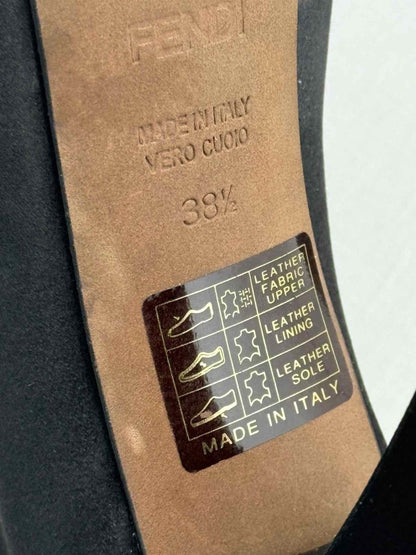 FENDI
MADE IN ITALY
VERO CUOIO
38½
LEATHER
FABRIC
UPPER
LEATHER
LINING
LEATHER
SOLE
MADE IN ITALY